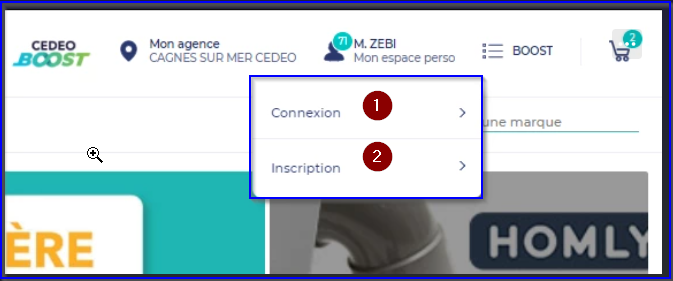 CEDEO
BOOST
Mon agence
CAGNES SUR MER CEDEO
71
M. ZEBI
Mon espace perso
BOOST
2
Connexion 1
une marque
Inscription 2
ÈRE
HOMLY